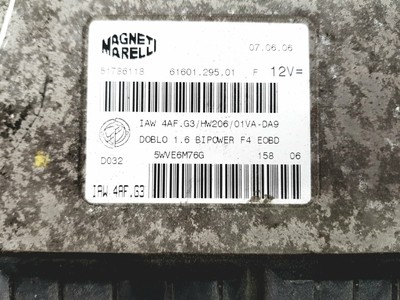 MAGNETI
MARELLI
07.06.06
51786118 61601.295.01 F 12V=
IAW 4AF.G3/HW206/01VA-DA9
DOBLO 1.6 BIPOWER F4 EOBD
D032 5WVE6M76G 158 06
IAW 4AF.G3